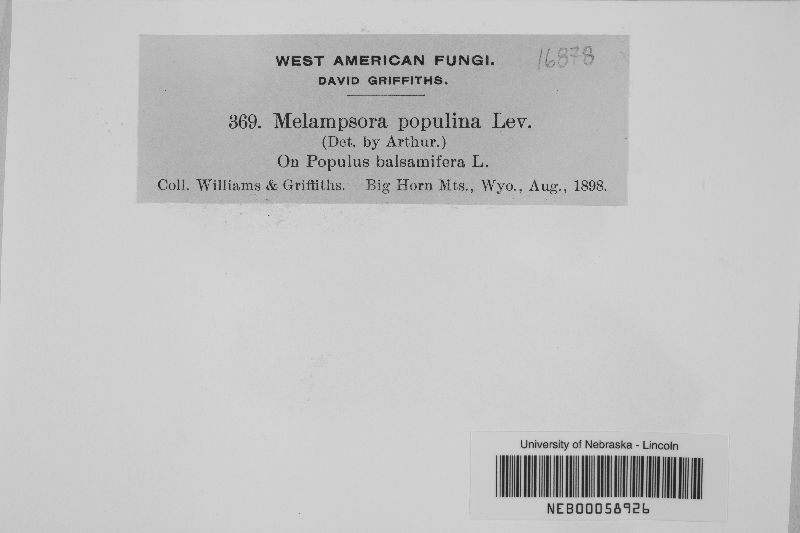 WEST AMERICAN FUNGI.
16878
DAVID GRIFFITHS.
369. Melampsora populina Lev.
(Det. by Arthur.)
On Populus balsamifera L.
Coll. Williams & Griffiths. Big Horn Mts., Wyo., Aug., 1898.
University of Nebraska - Lincoln
NEB00058926